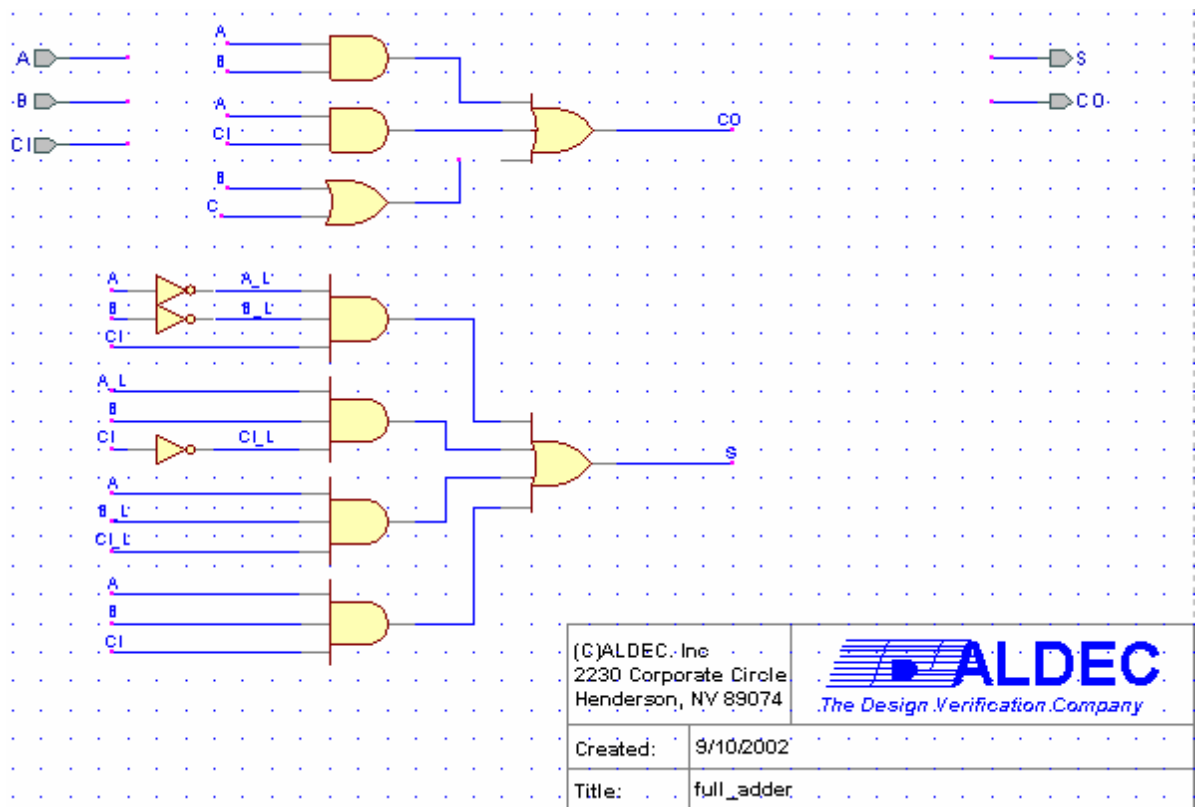 A
B
CI
A
B
A
CI
B
C
CO
S
CO
A
A_L
B
B_L
CI
A_L
B
CI
CI_L
A
B_L
CI_L
A
B
CI
S
(C)ALDEC. Inc
2230 Corporate Circle
Henderson, NV 89074
ALDEC
The Design Verification Company
Created: 9/10/2002
Title: full_adder